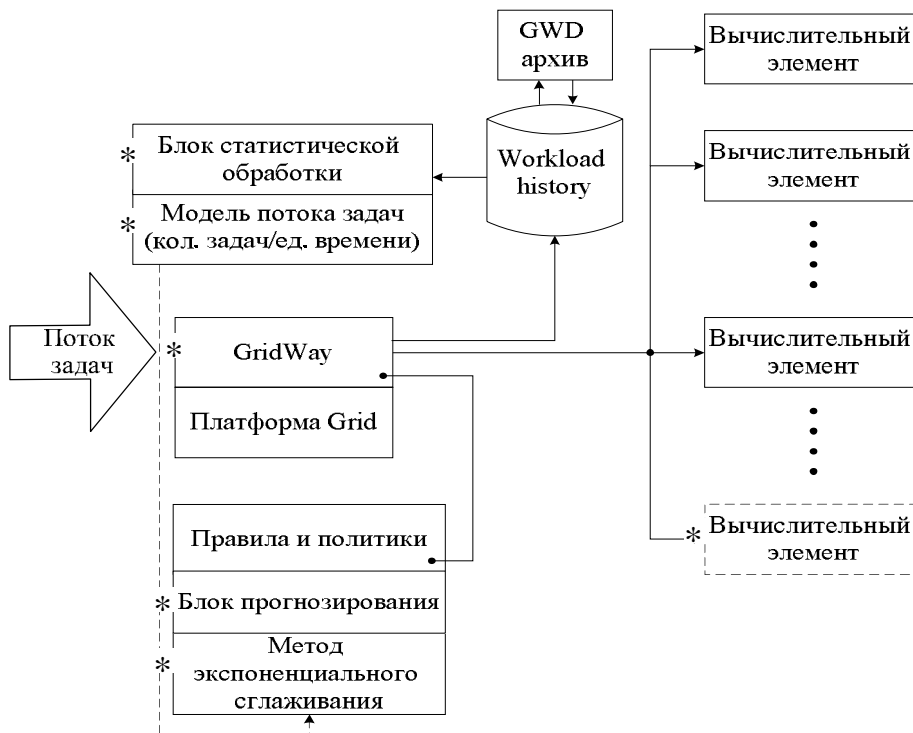 GWD
архив
Вычислительный
элемент
Блок статистической
обработки
Workload
history
Вычислительный
элемент
Модель потока задач
(кол. задач/ед. времени)
Поток
задач
GridWay
Вычислительный
элемент
Платформа Grid
Правила и политики
Вычислительный
элемент
Блок прогнозирования
Метод
экспоненциального
сглаживания